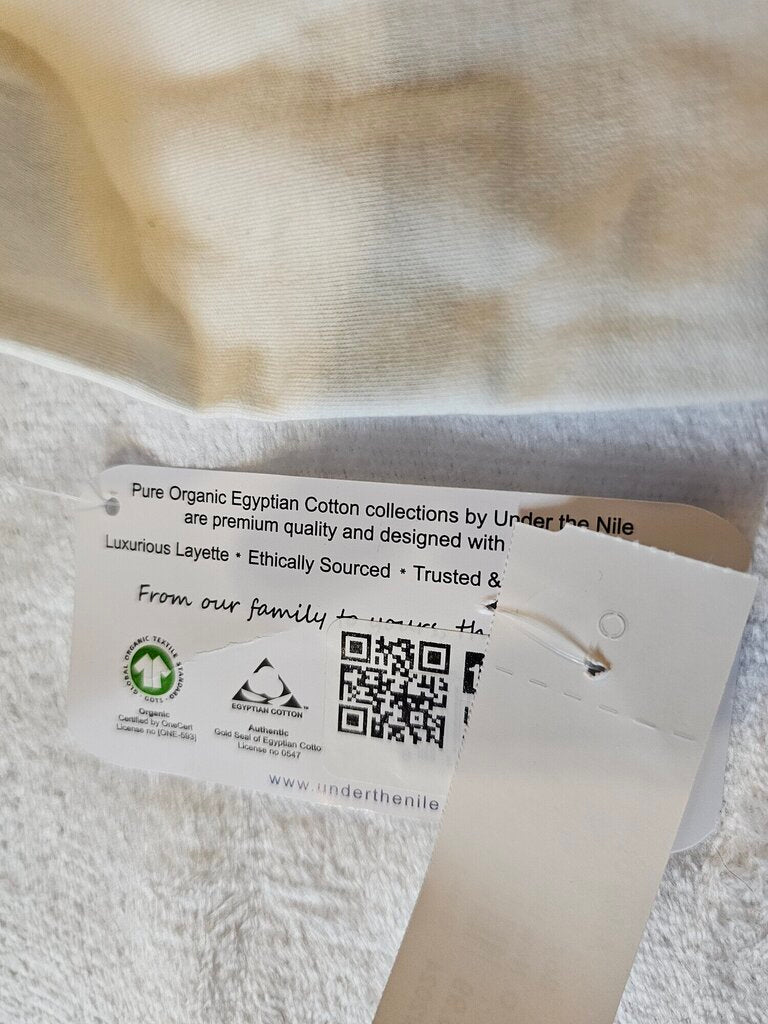 Pure Organic Egyptian Cotton collections by Under the Nile
are premium quality and designed with
Luxurious Layette * Ethically Sourced * Trusted &
From our family to yours, th
GLOBAL ORGANIC TEXTILE STANDARD · GOTS ·
Organic
Certified by OneCert
License no (ONE-593)
EGYPTIAN COTTON™
Authentic
Gold Seal of Egyptian Cotto
License no 0547
www.underthenile.